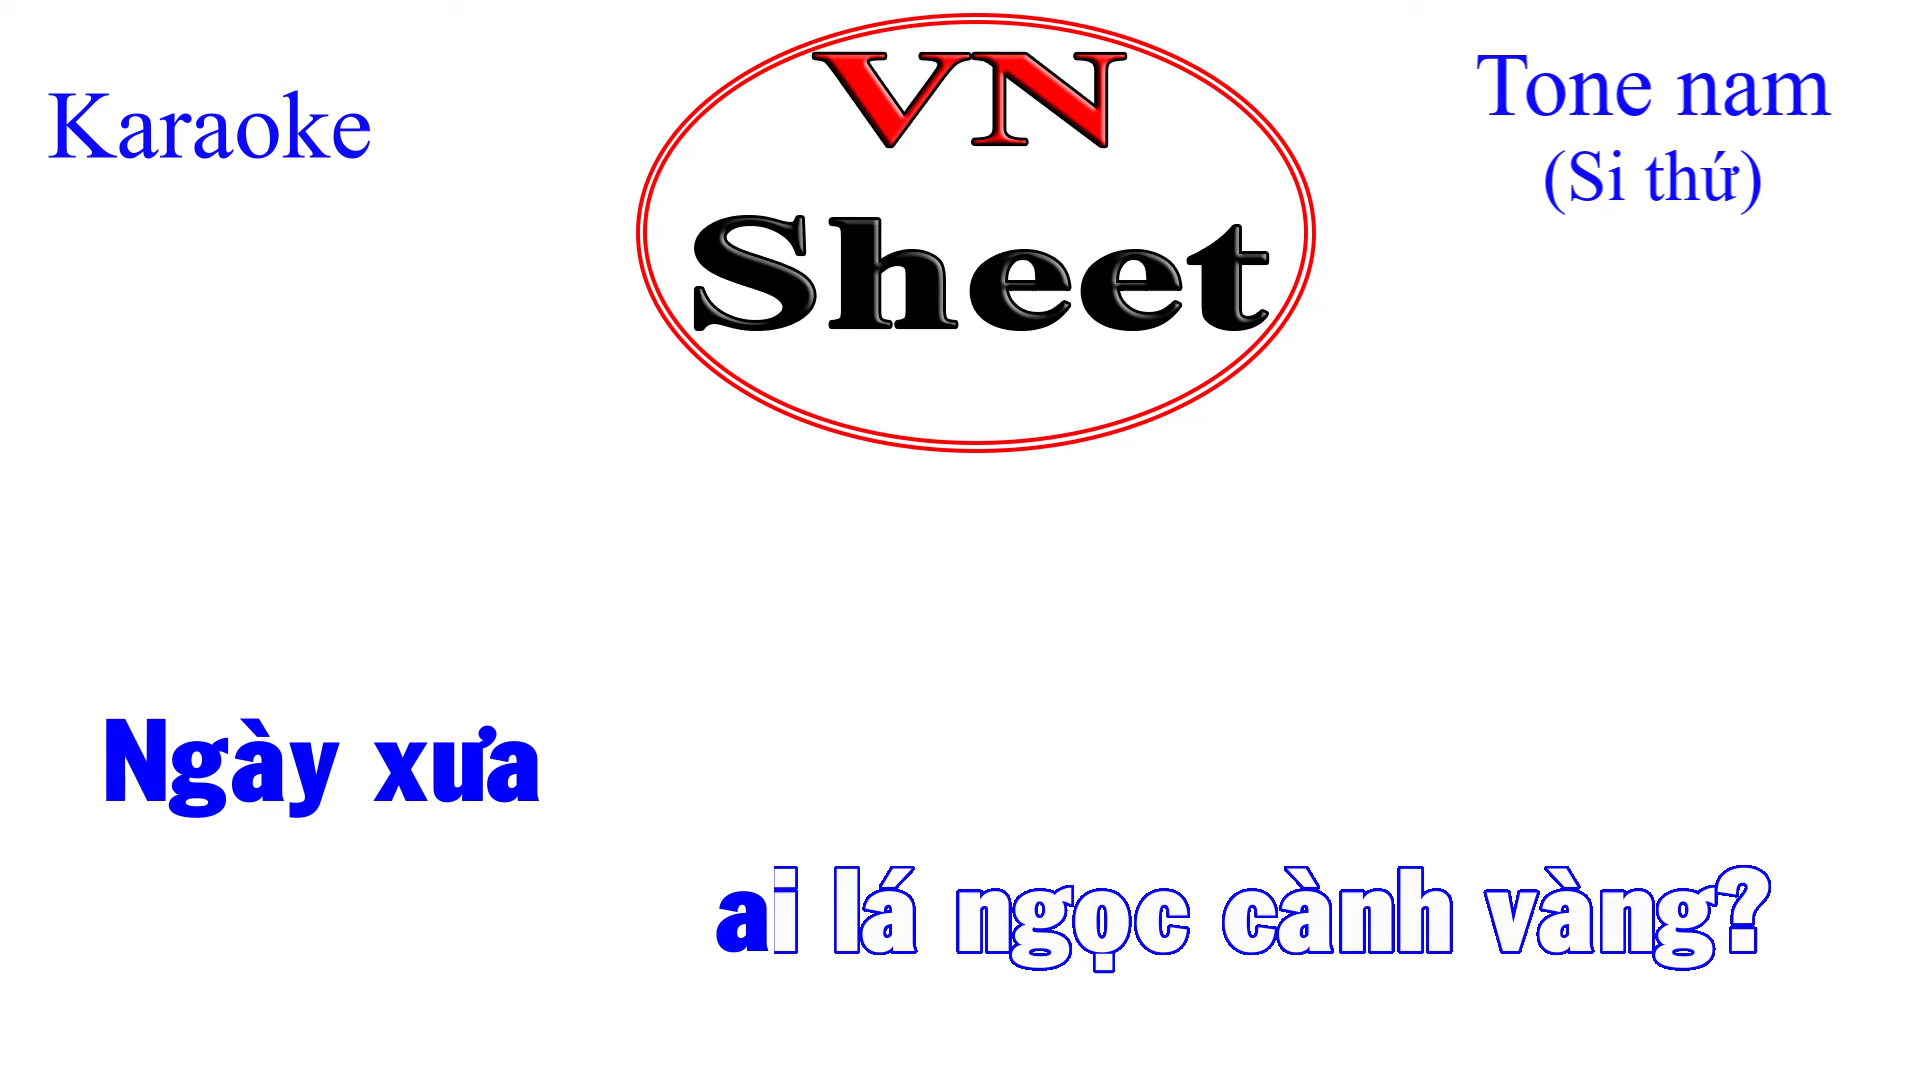 Karaoke
VN
Sheet
Tone nam
(Si thứ)
Ngày xưa
ai lá ngọc cành vàng?